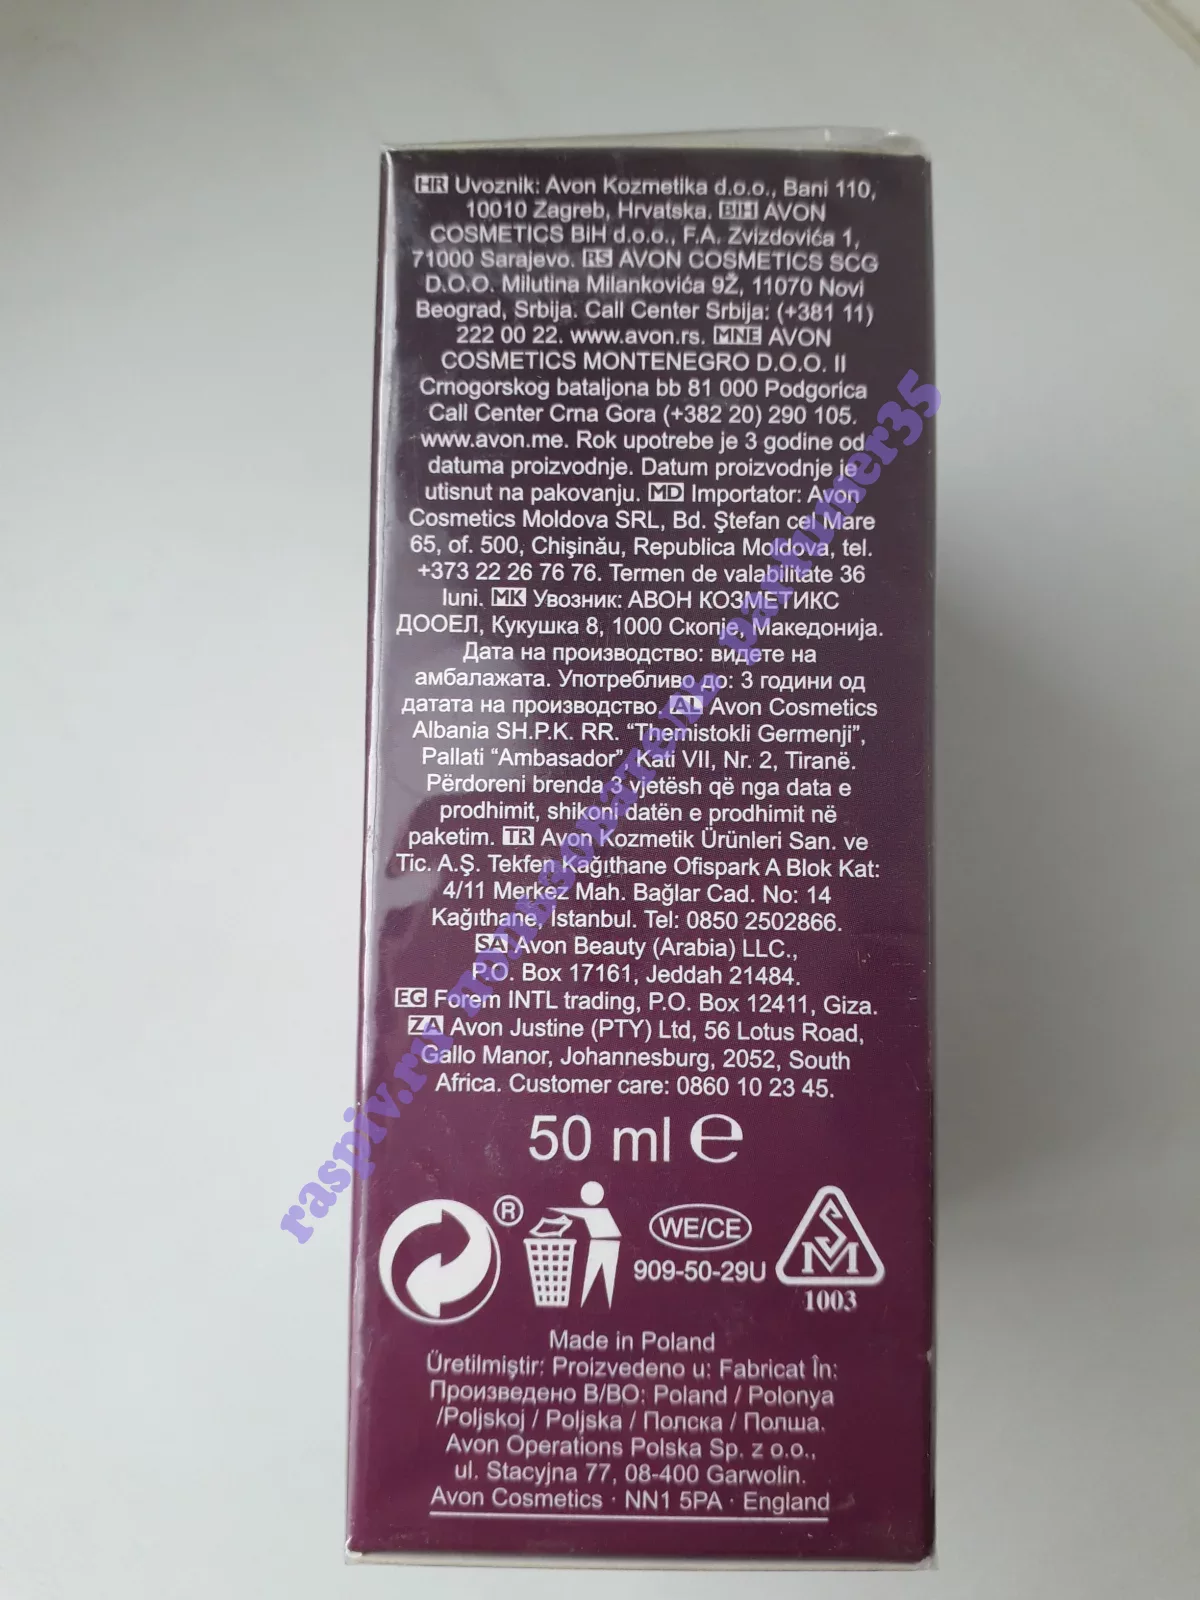 HR Uvoznik: Avon Kozmetika d.o.o., Bani 110,
10010 Zagreb, Hrvatska. BIH AVON
COSMETICS BiH d.o.o., F.A. Zvizdovića 1,
71000 Sarajevo. RS AVON COSMETICS SCG
D.O.O. Milutina Milankovića 9Ž, 11070 Novi
Beograd, Srbija. Call Center Srbija: (+381 11)
222 00 22. www.avon.rs. MNE AVON
COSMETICS MONTENEGRO D.O.O. II
Crnogorskog bataljona bb 81 000 Podgorica
Call Center Crna Gora (+382 20) 290 105.
www.avon.me. Rok upotrebe je 3 godine od
datuma proizvodnje. Datum proizvodnje je
utisnut na pakovanju. MD Importator: Avon
Cosmetics Moldova SRL, Bd. Ştefan cel Mare
65, of. 500, Chişinău, Republica Moldova, tel.
+373 22 26 76 76. Termen de valabilitate 36
luni. MK Увозник: АВОН КОЗМЕТИКС
ДООЕЛ, Кукушка 8, 1000 Скопје, Македонија.
Дата на производство: видете на
амбалажата. Употребливо до: 3 години од
датата на производство. AL Avon Cosmetics
Albania SH.P.K. RR. “Themistokli Germenji”,
Pallati “Ambasador”, Kati VII, Nr. 2, Tiranë.
Përdoreni brenda 3 vjetësh që nga data e
prodhimit, shikoni datën e prodhimit në
paketim. TR Avon Kozmetik Ürünleri San. ve
Tic. A.Ş. Tekfen Kağıthane Ofispark A Blok Kat:
4/11 Merkez Mah. Bağlar Cad. No: 14
Kağıthane, İstanbul. Tel: 0850 2502866.
SA Avon Beauty (Arabia) LLC.,
P.O. Box 17161, Jeddah 21484.
EG Forem INTL trading, P.O. Box 12411, Giza.
ZA Avon Justine (PTY) Ltd, 56 Lotus Road,
Gallo Manor, Johannesburg, 2052, South
Africa. Customer care: 0860 10 23 45.
50 ml e
® WE/CE SM
909-50-29U
1003
Made in Poland
Üretilmiştir: Proizvedeno u: Fabricat În:
Произведено В/ВО: Poland / Polonya
/Poljskoj / Poljska / Полска / Полша.
Avon Operations Polska Sp. z o.o.,
ul. Stacyjna 77, 08-400 Garwolin.
Avon Cosmetics · NN1 5PA · England
raspiv.ru parfumer35